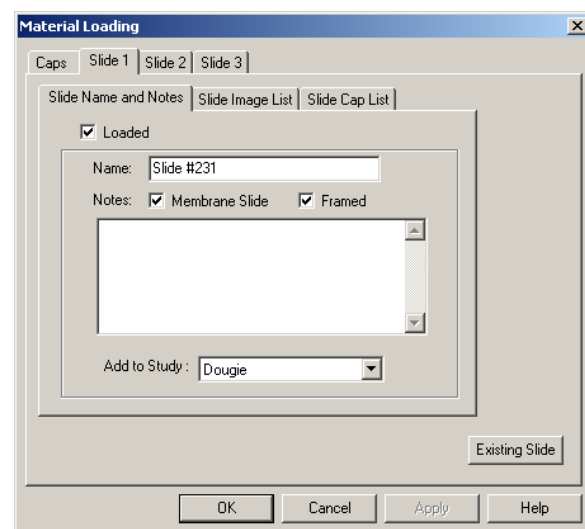 Material Loading
Caps Slide 1 Slide 2 Slide 3
Slide Name and Notes Slide Image List Slide Cap List
Loaded
Name: Slide #231
Notes: Membrane Slide Framed
Add to Study : Dougie
Existing Slide
OK Cancel Apply Help